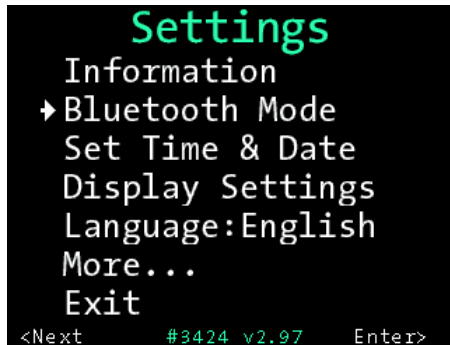 Settings
Information
Bluetooth Mode
Set Time & Date
Display Settings
Language:English
More...
Exit
<Next #3424 v2.97 Enter>